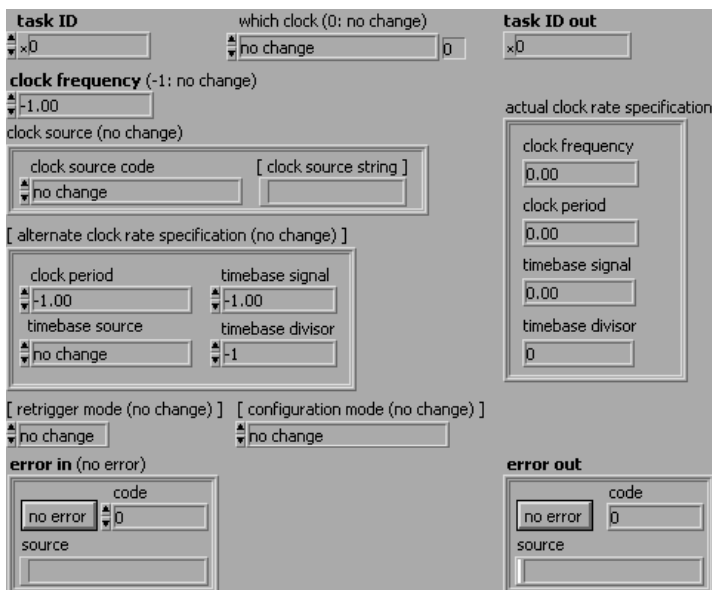 task ID
which clock (0: no change)
task ID out
×0
no change
0
×0
clock frequency (-1: no change)
-1.00
actual clock rate specification
clock source (no change)
clock source code
[ clock source string ]
no change
clock frequency
0.00
clock period
0.00
timebase signal
0.00
timebase divisor
0
[ alternate clock rate specification (no change) ]
clock period
timebase signal
-1.00
-1.00
timebase source
timebase divisor
no change
-1
[ retrigger mode (no change) ]
[ configuration mode (no change) ]
no change
no change
error in (no error)
code
no error
0
source
error out
code
no error
0
source